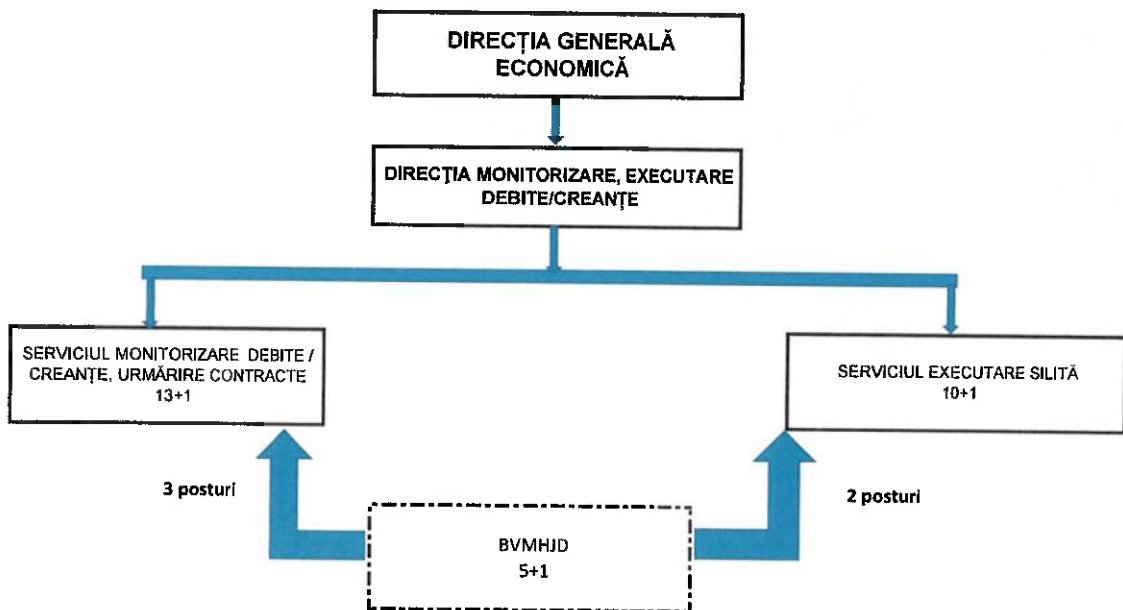 DIRECȚIA GENERALĂ
ECONOMICĂ
DIRECȚIA MONITORIZARE, EXECUTARE
DEBITE/CREANȚE
SERVICIUL MONITORIZARE DEBITE /
CREANȚE, URMĂRIRE CONTRACTE
13+1
SERVICIUL EXECUTARE SILITĂ
10+1
3 posturi
2 posturi
BVMHJD
5+1